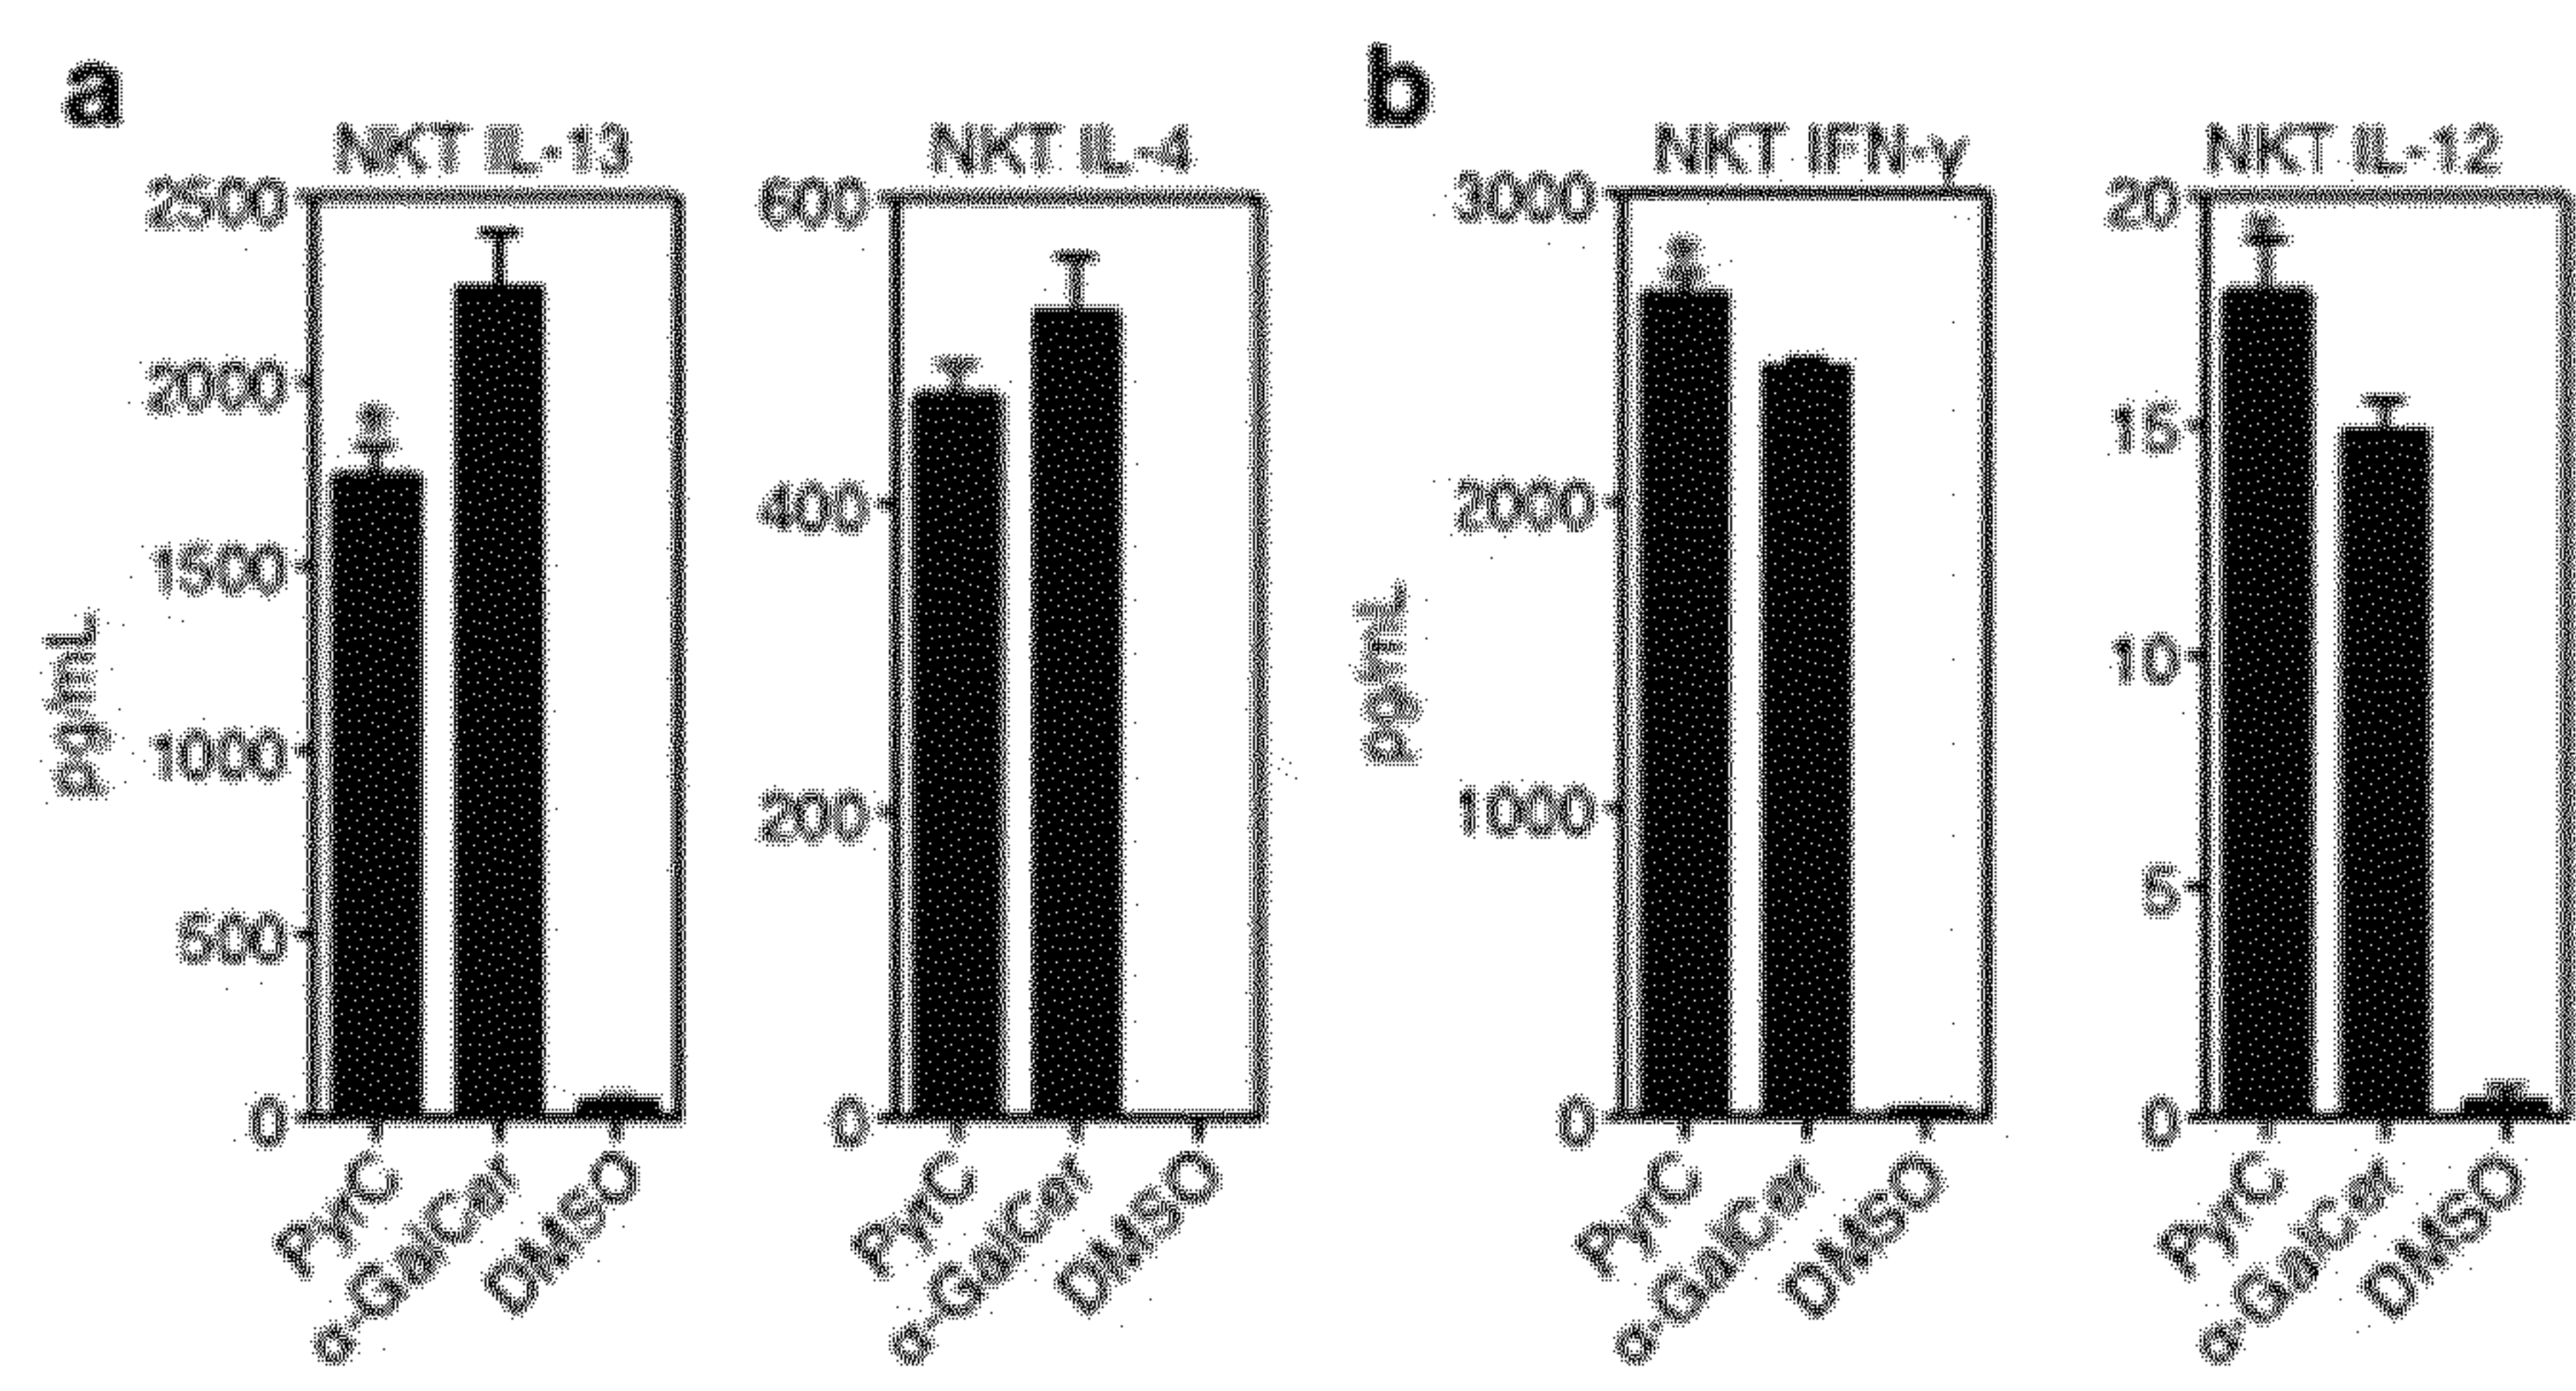 a
NKT IL-13
2500
2000
1500
1000
500
0
pg/mL
*
PyrC
α-GalCer
DMSO
NKT IL-4
600
400
200
0
PyrC
α-GalCer
DMSO
b
NKT IFN-γ
3000
2000
1000
0
pg/mL
*
PyrC
α-GalCer
DMSO
NKT IL-12
20
15
10
5
0
*
PyrC
α-GalCer
DMSO